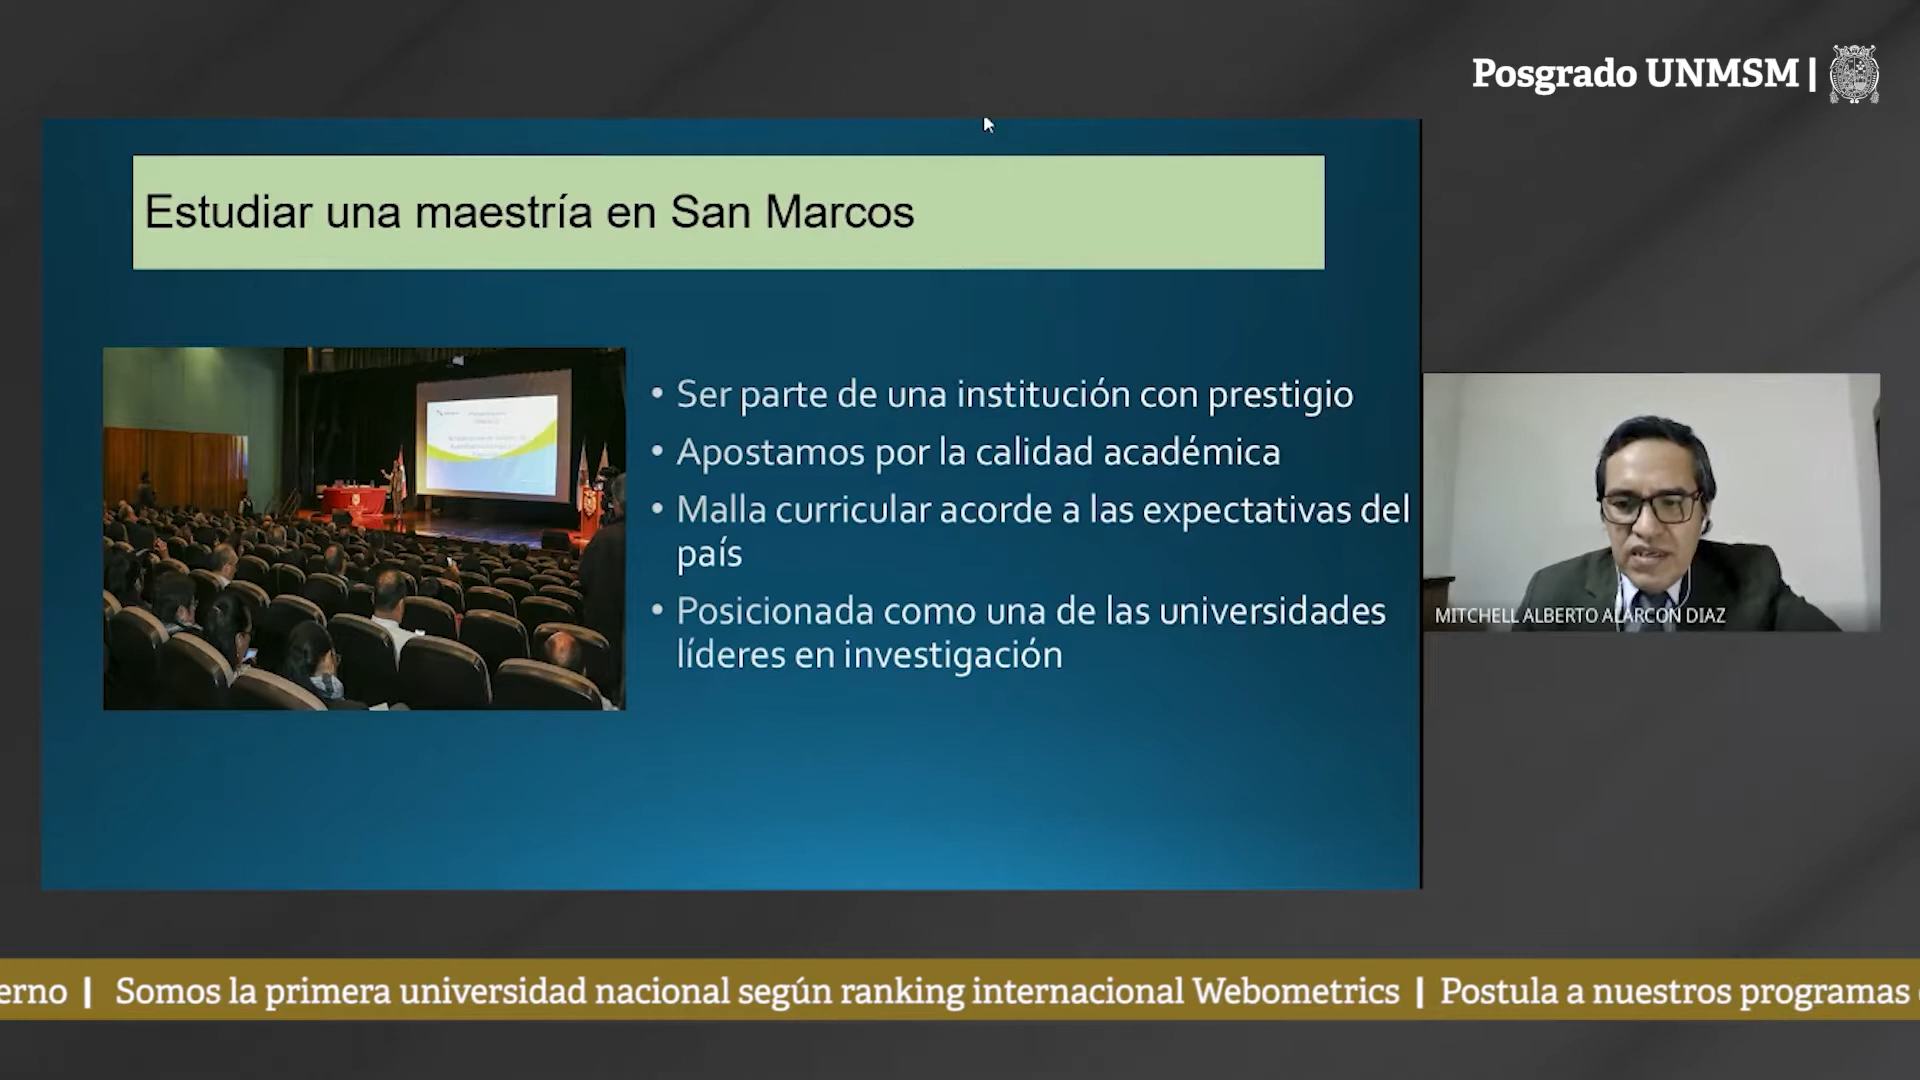 Posgrado UNMSM |
Estudiar una maestría en San Marcos
• Ser parte de una institución con prestigio
• Apostamos por la calidad académica
• Malla curricular acorde a las expectativas del
país
• Posicionada como una de las universidades
líderes en investigación
MITCHELL ALBERTO ALARCON DIAZ
erno | Somos la primera universidad nacional según ranking internacional Webometrics | Postula a nuestros programas